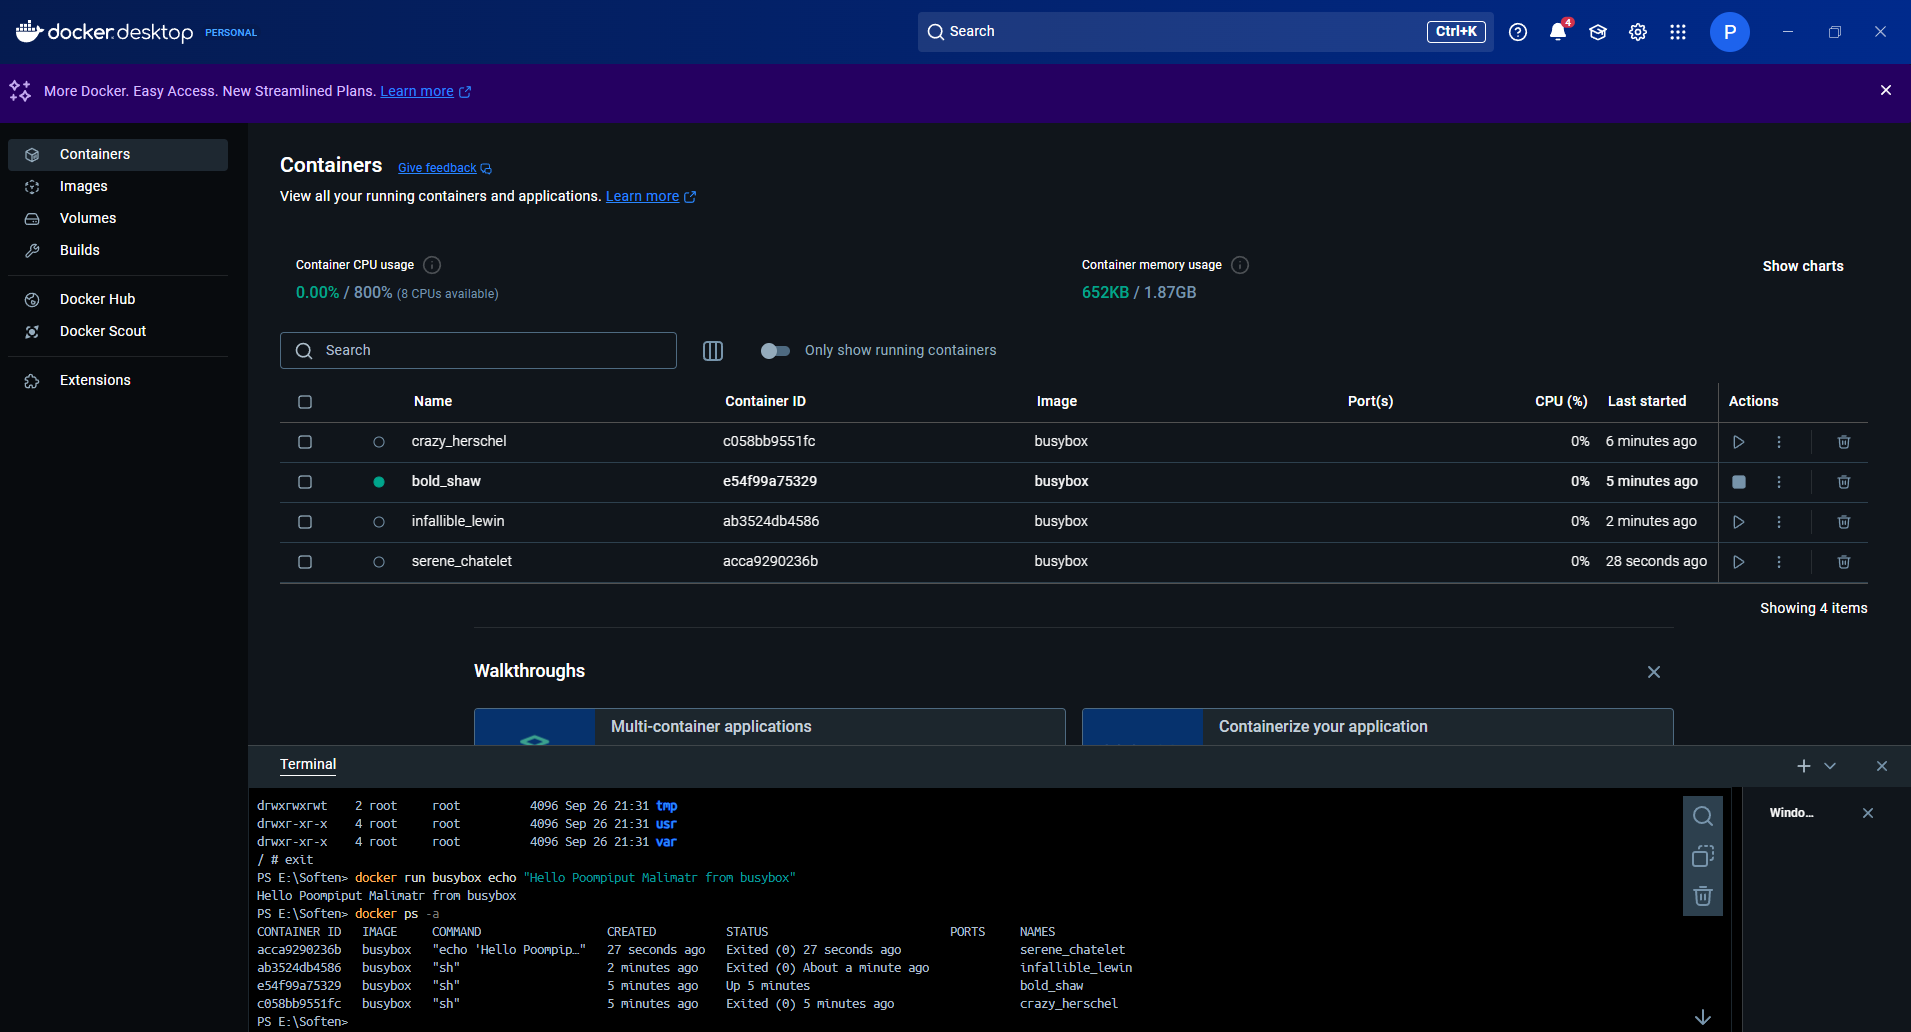 docker desktop PERSONAL
Search Ctrl+K
4
P
More Docker. Easy Access. New Streamlined Plans. Learn more
Containers
Images
Volumes
Builds
Docker Hub
Docker Scout
Extensions
Containers Give feedback
View all your running containers and applications. Learn more
Container CPU usage
0.00% / 800% (8 CPUs available)
Container memory usage
652KB / 1.87GB
Show charts
Search
Only show running containers
Name Container ID Image Port(s) CPU (%) Last started Actions
crazy_herschel c058bb9551fc busybox 0% 6 minutes ago
bold_shaw e54f99a75329 busybox 0% 5 minutes ago
infallible_lewin ab3524db4586 busybox 0% 2 minutes ago
serene_chatelet acca9290236b busybox 0% 28 seconds ago
Showing 4 items
Walkthroughs
Multi-container applications
Containerize your application
Terminal
Windo...
drwxrwxrwt 2 root root 4096 Sep 26 21:31 tmp
drwxr-xr-x 4 root root 4096 Sep 26 21:31 usr
drwxr-xr-x 4 root root 4096 Sep 26 21:31 var
/ # exit
PS E:\Soften> docker run busybox echo "Hello Poompiput Malimatr from busybox"
Hello Poompiput Malimatr from busybox
PS E:\Soften> docker ps -a
CONTAINER ID IMAGE COMMAND CREATED STATUS PORTS NAMES
acca9290236b busybox "echo 'Hello Poompip…" 27 seconds ago Exited (0) 27 seconds ago serene_chatelet
ab3524db4586 busybox "sh" 2 minutes ago Exited (0) About a minute ago infallible_lewin
e54f99a75329 busybox "sh" 5 minutes ago Up 5 minutes bold_shaw
c058bb9551fc busybox "sh" 5 minutes ago Exited (0) 5 minutes ago crazy_herschel
PS E:\Soften>